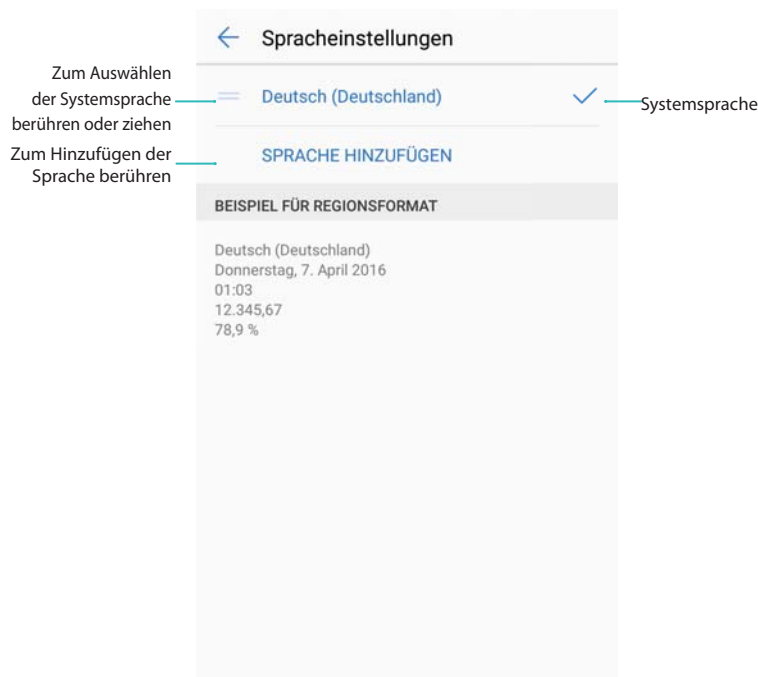 Spracheinstellungen
Zum Auswählen
der Systemsprache
berühren oder ziehen
Deutsch (Deutschland)
Systemsprache
Zum Hinzufügen der
Sprache berühren
SPRACHE HINZUFÜGEN
BEISPIEL FÜR REGIONSFORMAT
Deutsch (Deutschland)
Donnerstag, 7. April 2016
01:03
12.345,67
78,9 %